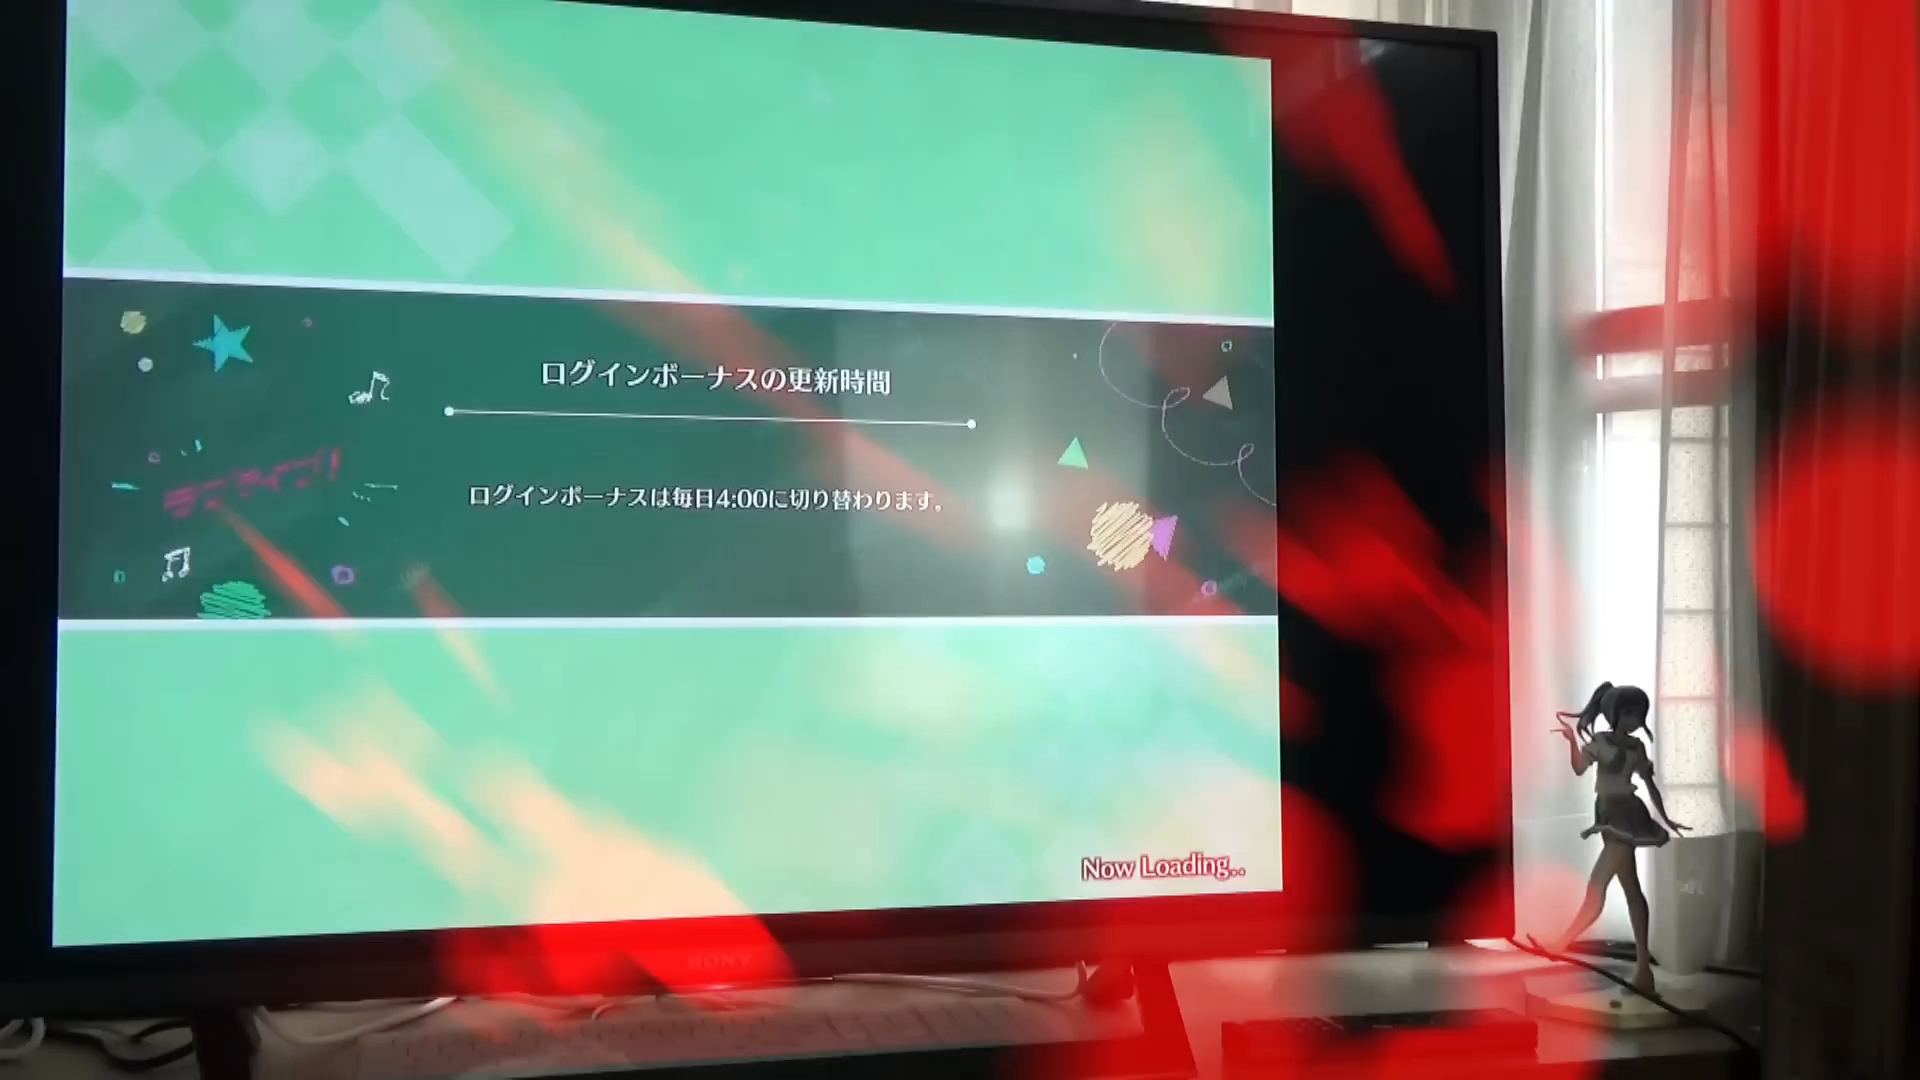 ログインボーナスの更新時間
ログインボーナスは毎日4:00に切り替わります。
Now Loading..
SONY